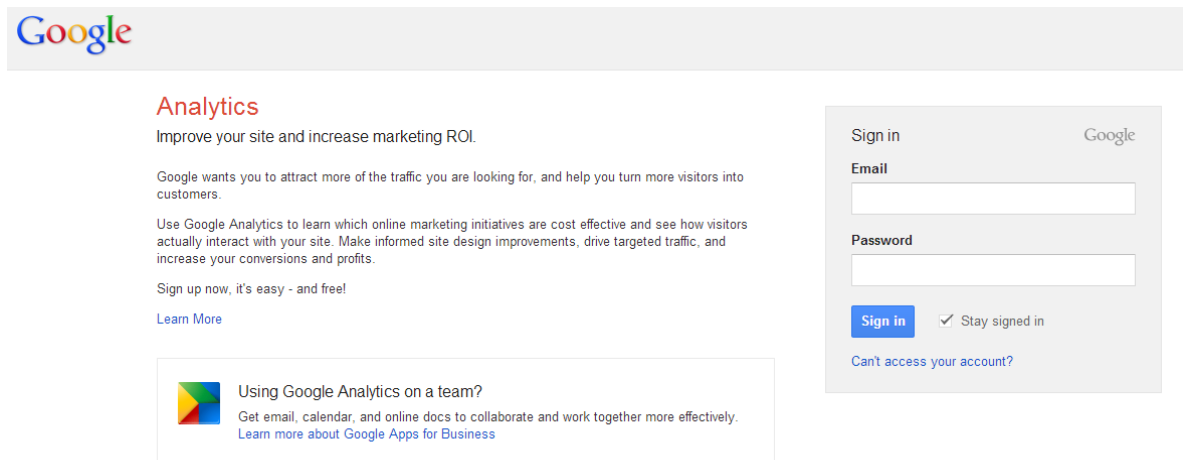 Google
Analytics
Improve your site and increase marketing ROI.
Google wants you to attract more of the traffic you are looking for, and help you turn more visitors into
customers.
Use Google Analytics to learn which online marketing initiatives are cost effective and see how visitors
actually interact with your site. Make informed site design improvements, drive targeted traffic, and
increase your conversions and profits.
Sign up now, it's easy - and free!
Learn More
Using Google Analytics on a team?
Get email, calendar, and online docs to collaborate and work together more effectively.
Learn more about Google Apps for Business
Sign in Google
Email
Password
Sign in Stay signed in
Can't access your account?